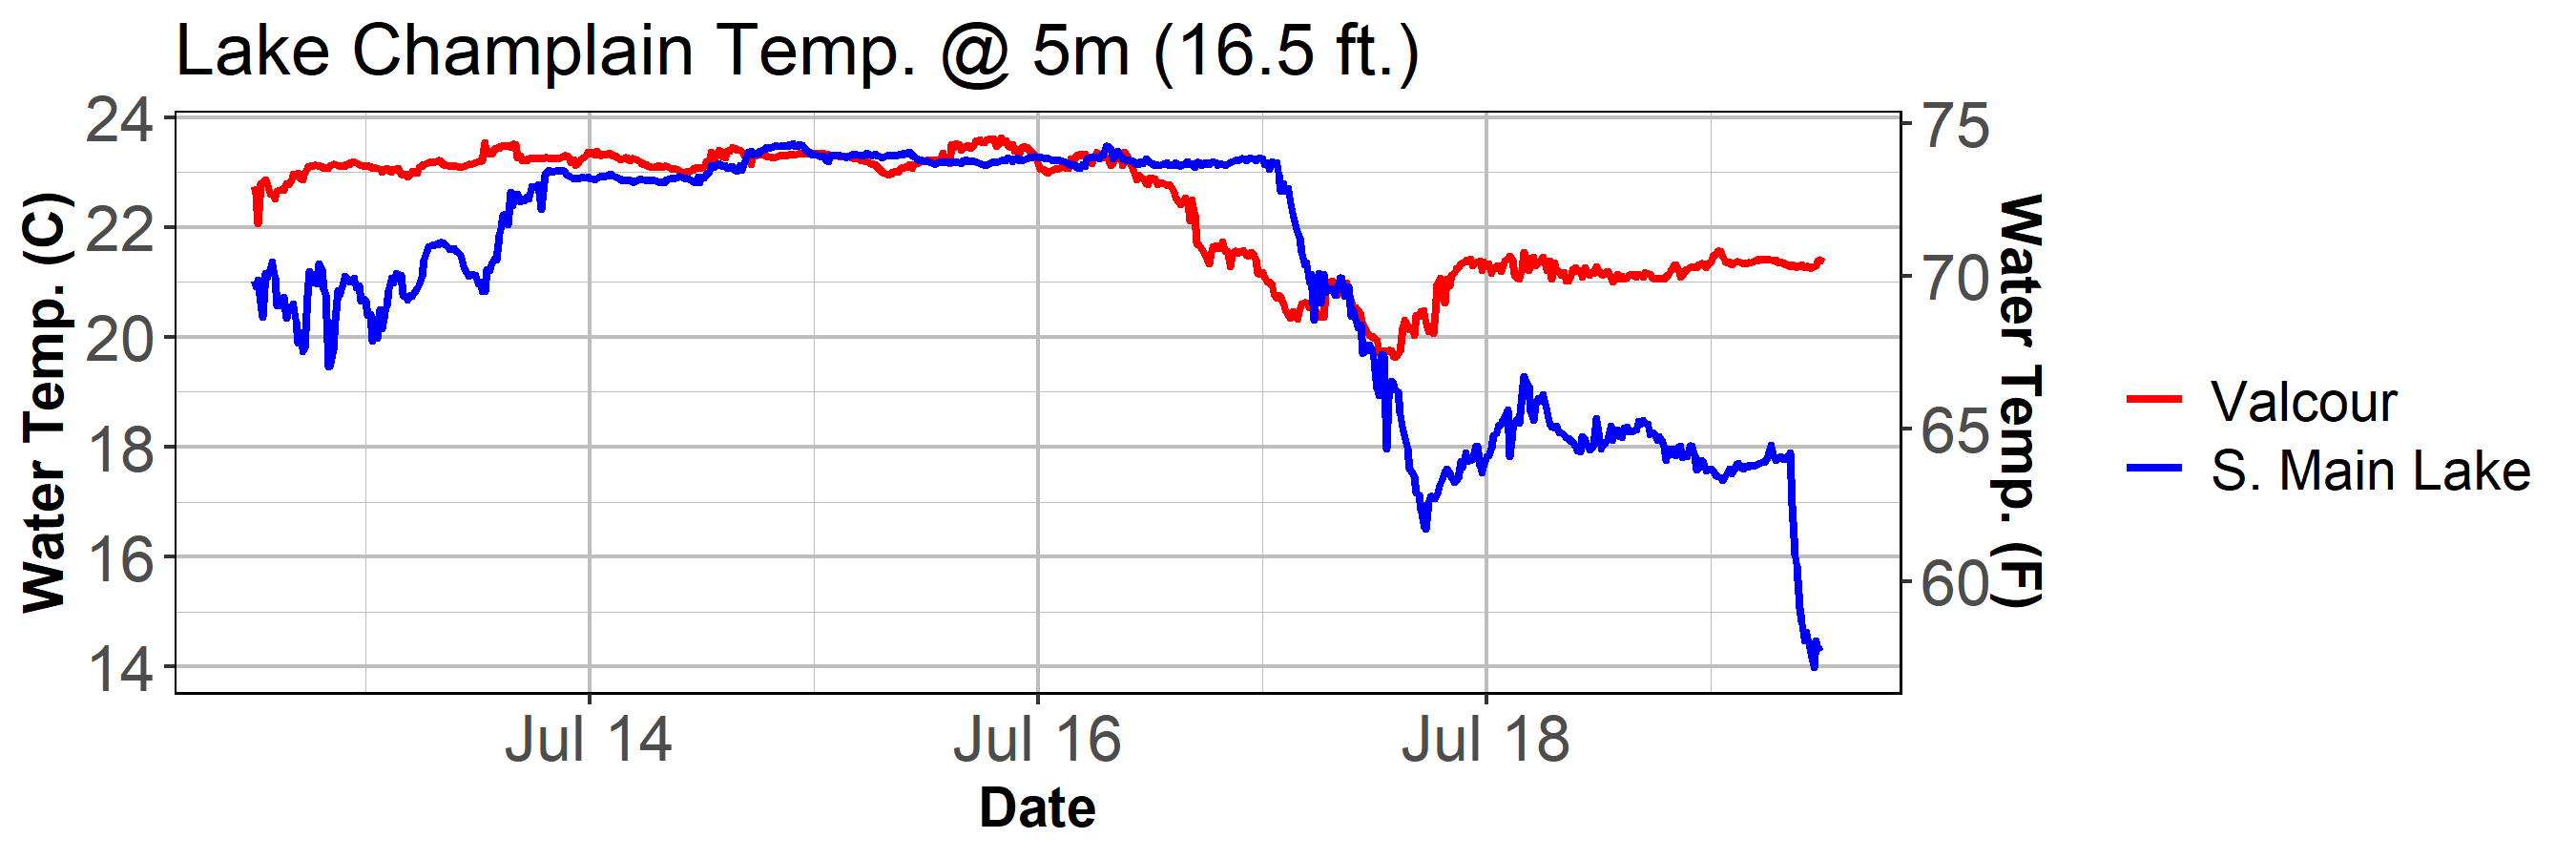 Lake Champlain Temp. @ 5m (16.5 ft.)
Water Temp. (C)
24
22
20
18
16
14
75
70
65
60
Water Temp. (F)
Jul 14
Jul 16
Jul 18
Date
Valcour
S. Main Lake